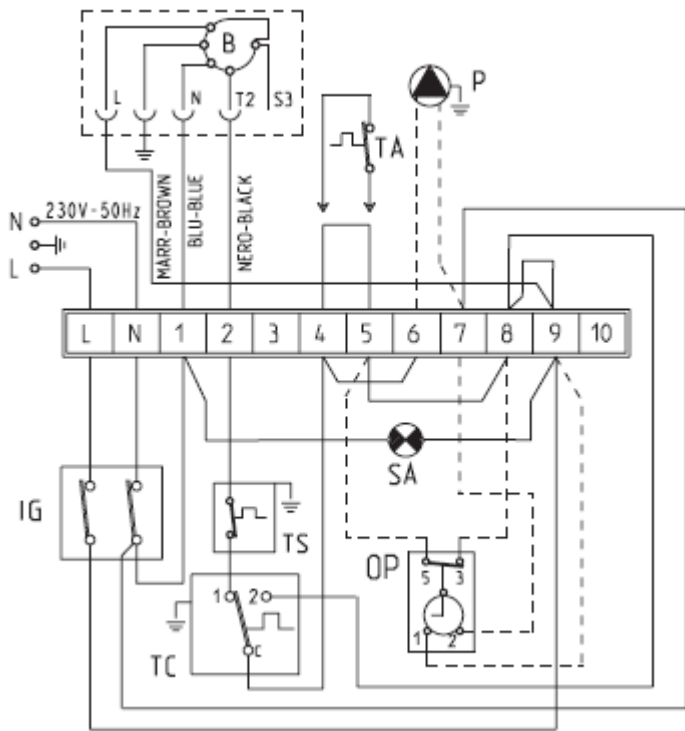 B
L N T2 S3
P
TA
MARR-BROWN
BLU-BLUE
NERO-BLACK
N 230V-50Hz
L
L N 1 2 3 4 5 6 7 8 9 10
SA
IG
TS
OP
5 3
1 2
1 2
C
TC